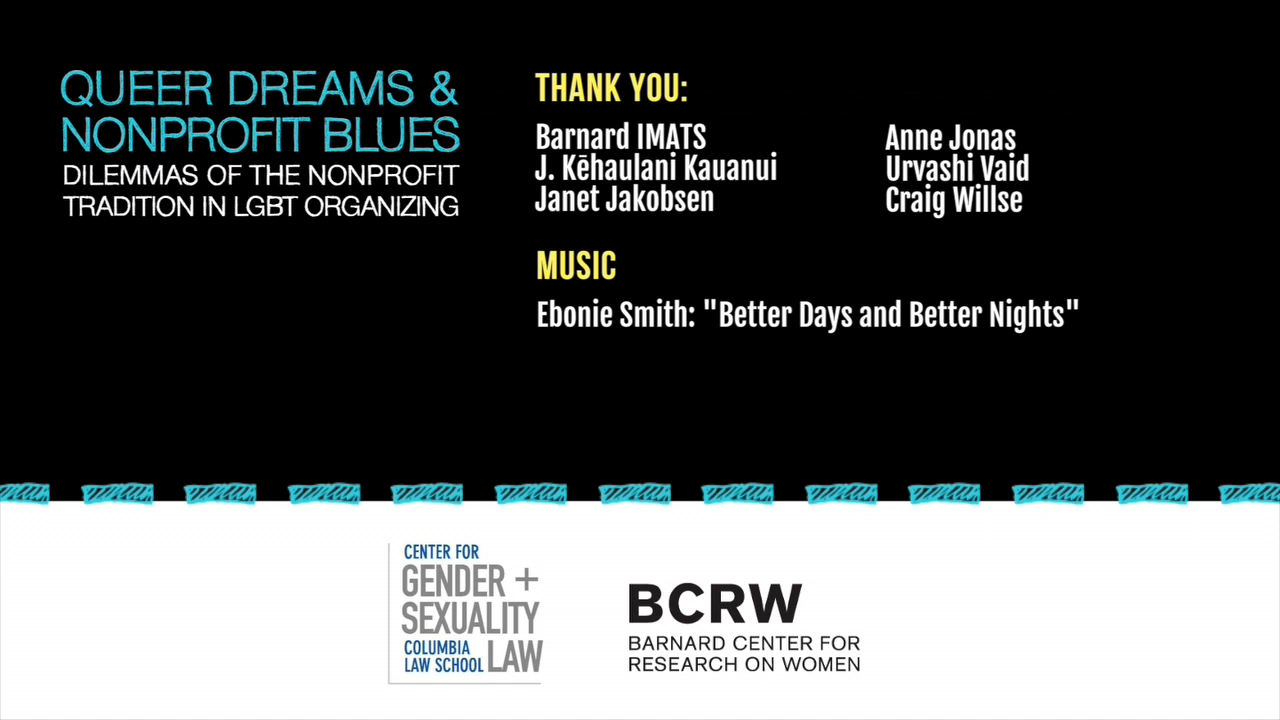 QUEER DREAMS &
NONPROFIT BLUES
DILEMMAS OF THE NONPROFIT
TRADITION IN LGBT ORGANIZING
THANK YOU:
Barnard IMATS
J. Kēhaulani Kauanui
Janet Jakobsen
Anne Jonas
Urvashi Vaid
Craig Willse
MUSIC
Ebonie Smith: "Better Days and Better Nights"
CENTER FOR
GENDER +
SEXUALITY
COLUMBIA
LAW SCHOOL LAW
BCRW
BARNARD CENTER FOR
RESEARCH ON WOMEN